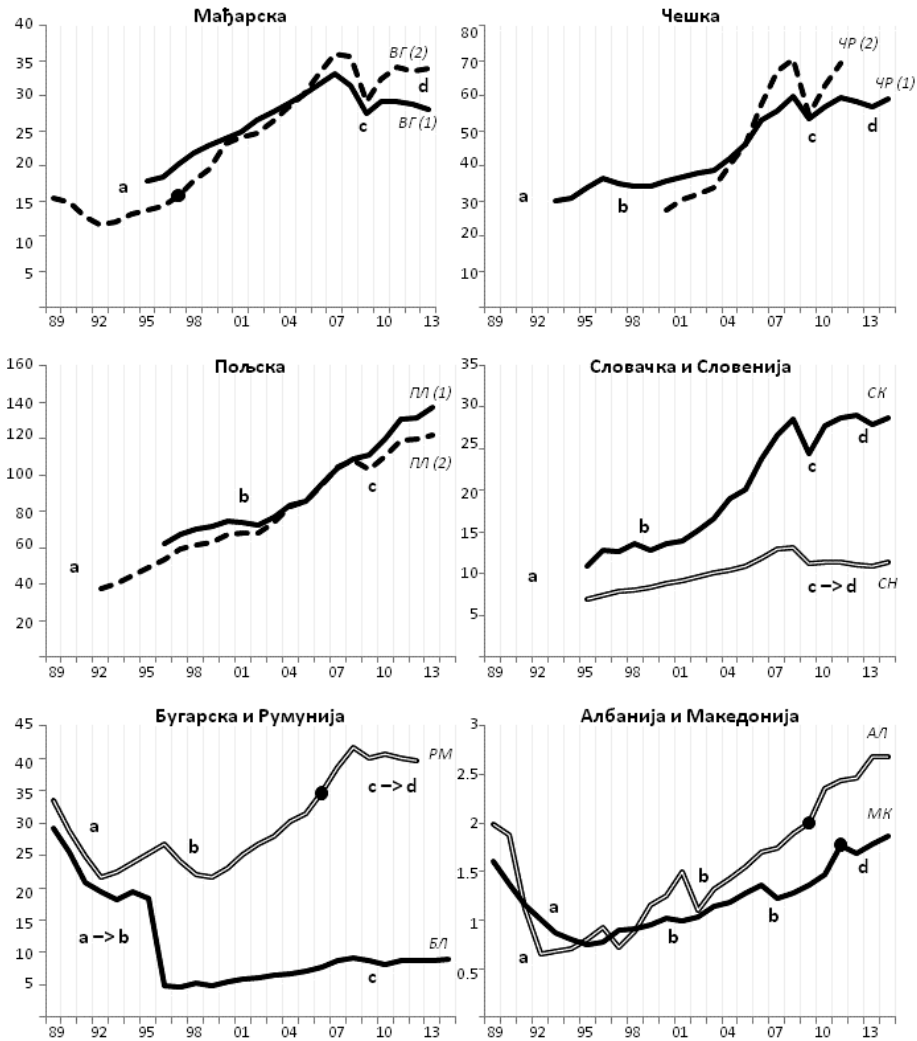 Мађарска
40
35
30
25
20
15
10
5
89 92 95 98 01 04 07 10 13
ВГ (2)
ВГ (1)
a
c
d
Чешка
80
70
60
50
40
30
20
10
89 92 95 98 01 04 07 10 13
ЧР (2)
ЧР (1)
a
b
c
d
Пољска
160
140
120
100
80
60
40
20
89 92 95 98 01 04 07 10 13
ПЛ (1)
ПЛ (2)
a
b
c
Словачка и Словенија
35
30
25
20
15
10
5
89 92 95 98 01 04 07 10 13
СК
СН
a
b
c
d
c –> d
Бугарска и Румунија
45
40
35
30
25
20
15
10
5
89 92 95 98 01 04 07 10 13
РМ
БЛ
a
b
c –> d
a –> b
c
Албанија и Македонија
3
2.5
2
1.5
1
0.5
89 92 95 98 01 04 07 10 13
АЛ
МК
a
b
a
b
b
d